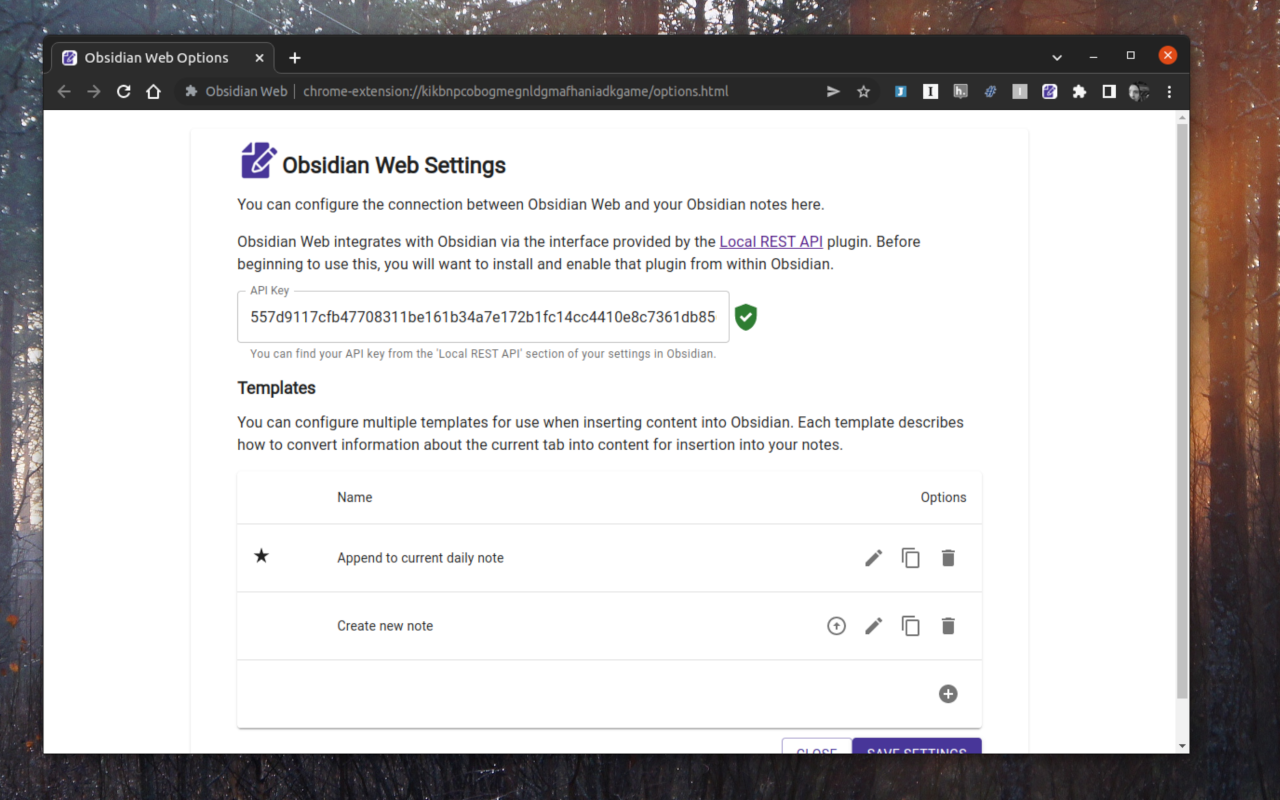 Obsidian Web Options
Obsidian Web | chrome-extension://kikbnpcobogmegnldgmafhaniadkgame/options.html
Obsidian Web Settings
You can configure the connection between Obsidian Web and your Obsidian notes here.
Obsidian Web integrates with Obsidian via the interface provided by the Local REST API plugin. Before
beginning to use this, you will want to install and enable that plugin from within Obsidian.
API Key
557d9117cfb47708311be161b34a7e172b1fc14cc4410e8c7361db85
You can find your API key from the 'Local REST API' section of your settings in Obsidian.
Templates
You can configure multiple templates for use when inserting content into Obsidian. Each template describes
how to convert information about the current tab into content for insertion into your notes.
Name Options
Append to current daily note
Create new note
CLOSE SAVE SETTINGS